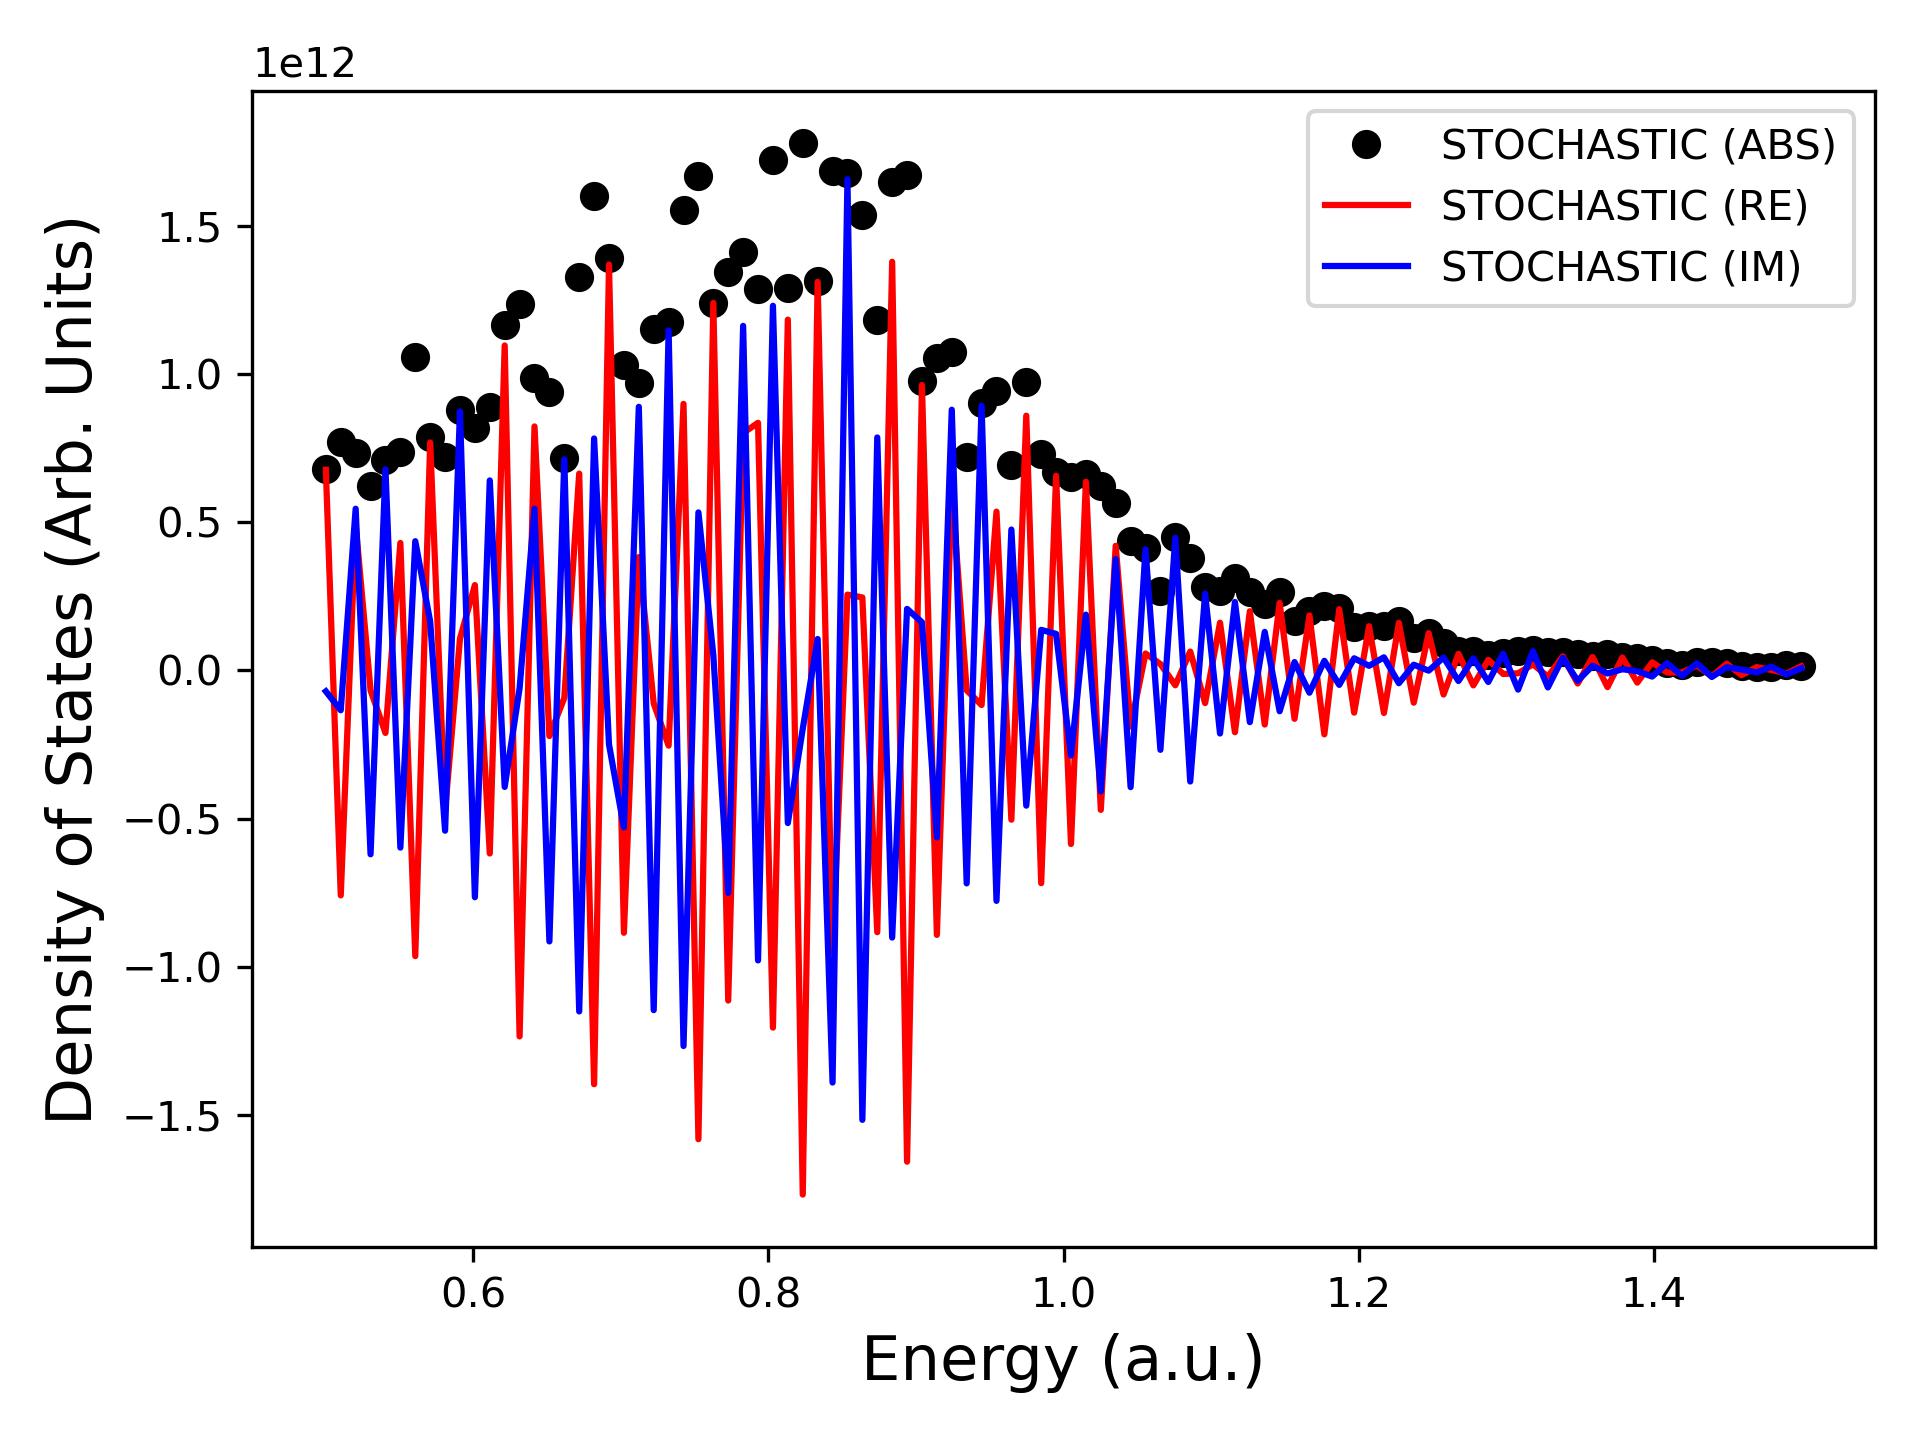 1e12
STOCHASTIC (ABS)
STOCHASTIC (RE)
STOCHASTIC (IM)
Density of States (Arb. Units)
1.5
1.0
0.5
0.0
−0.5
−1.0
−1.5
0.6 0.8 1.0 1.2 1.4
Energy (a.u.)